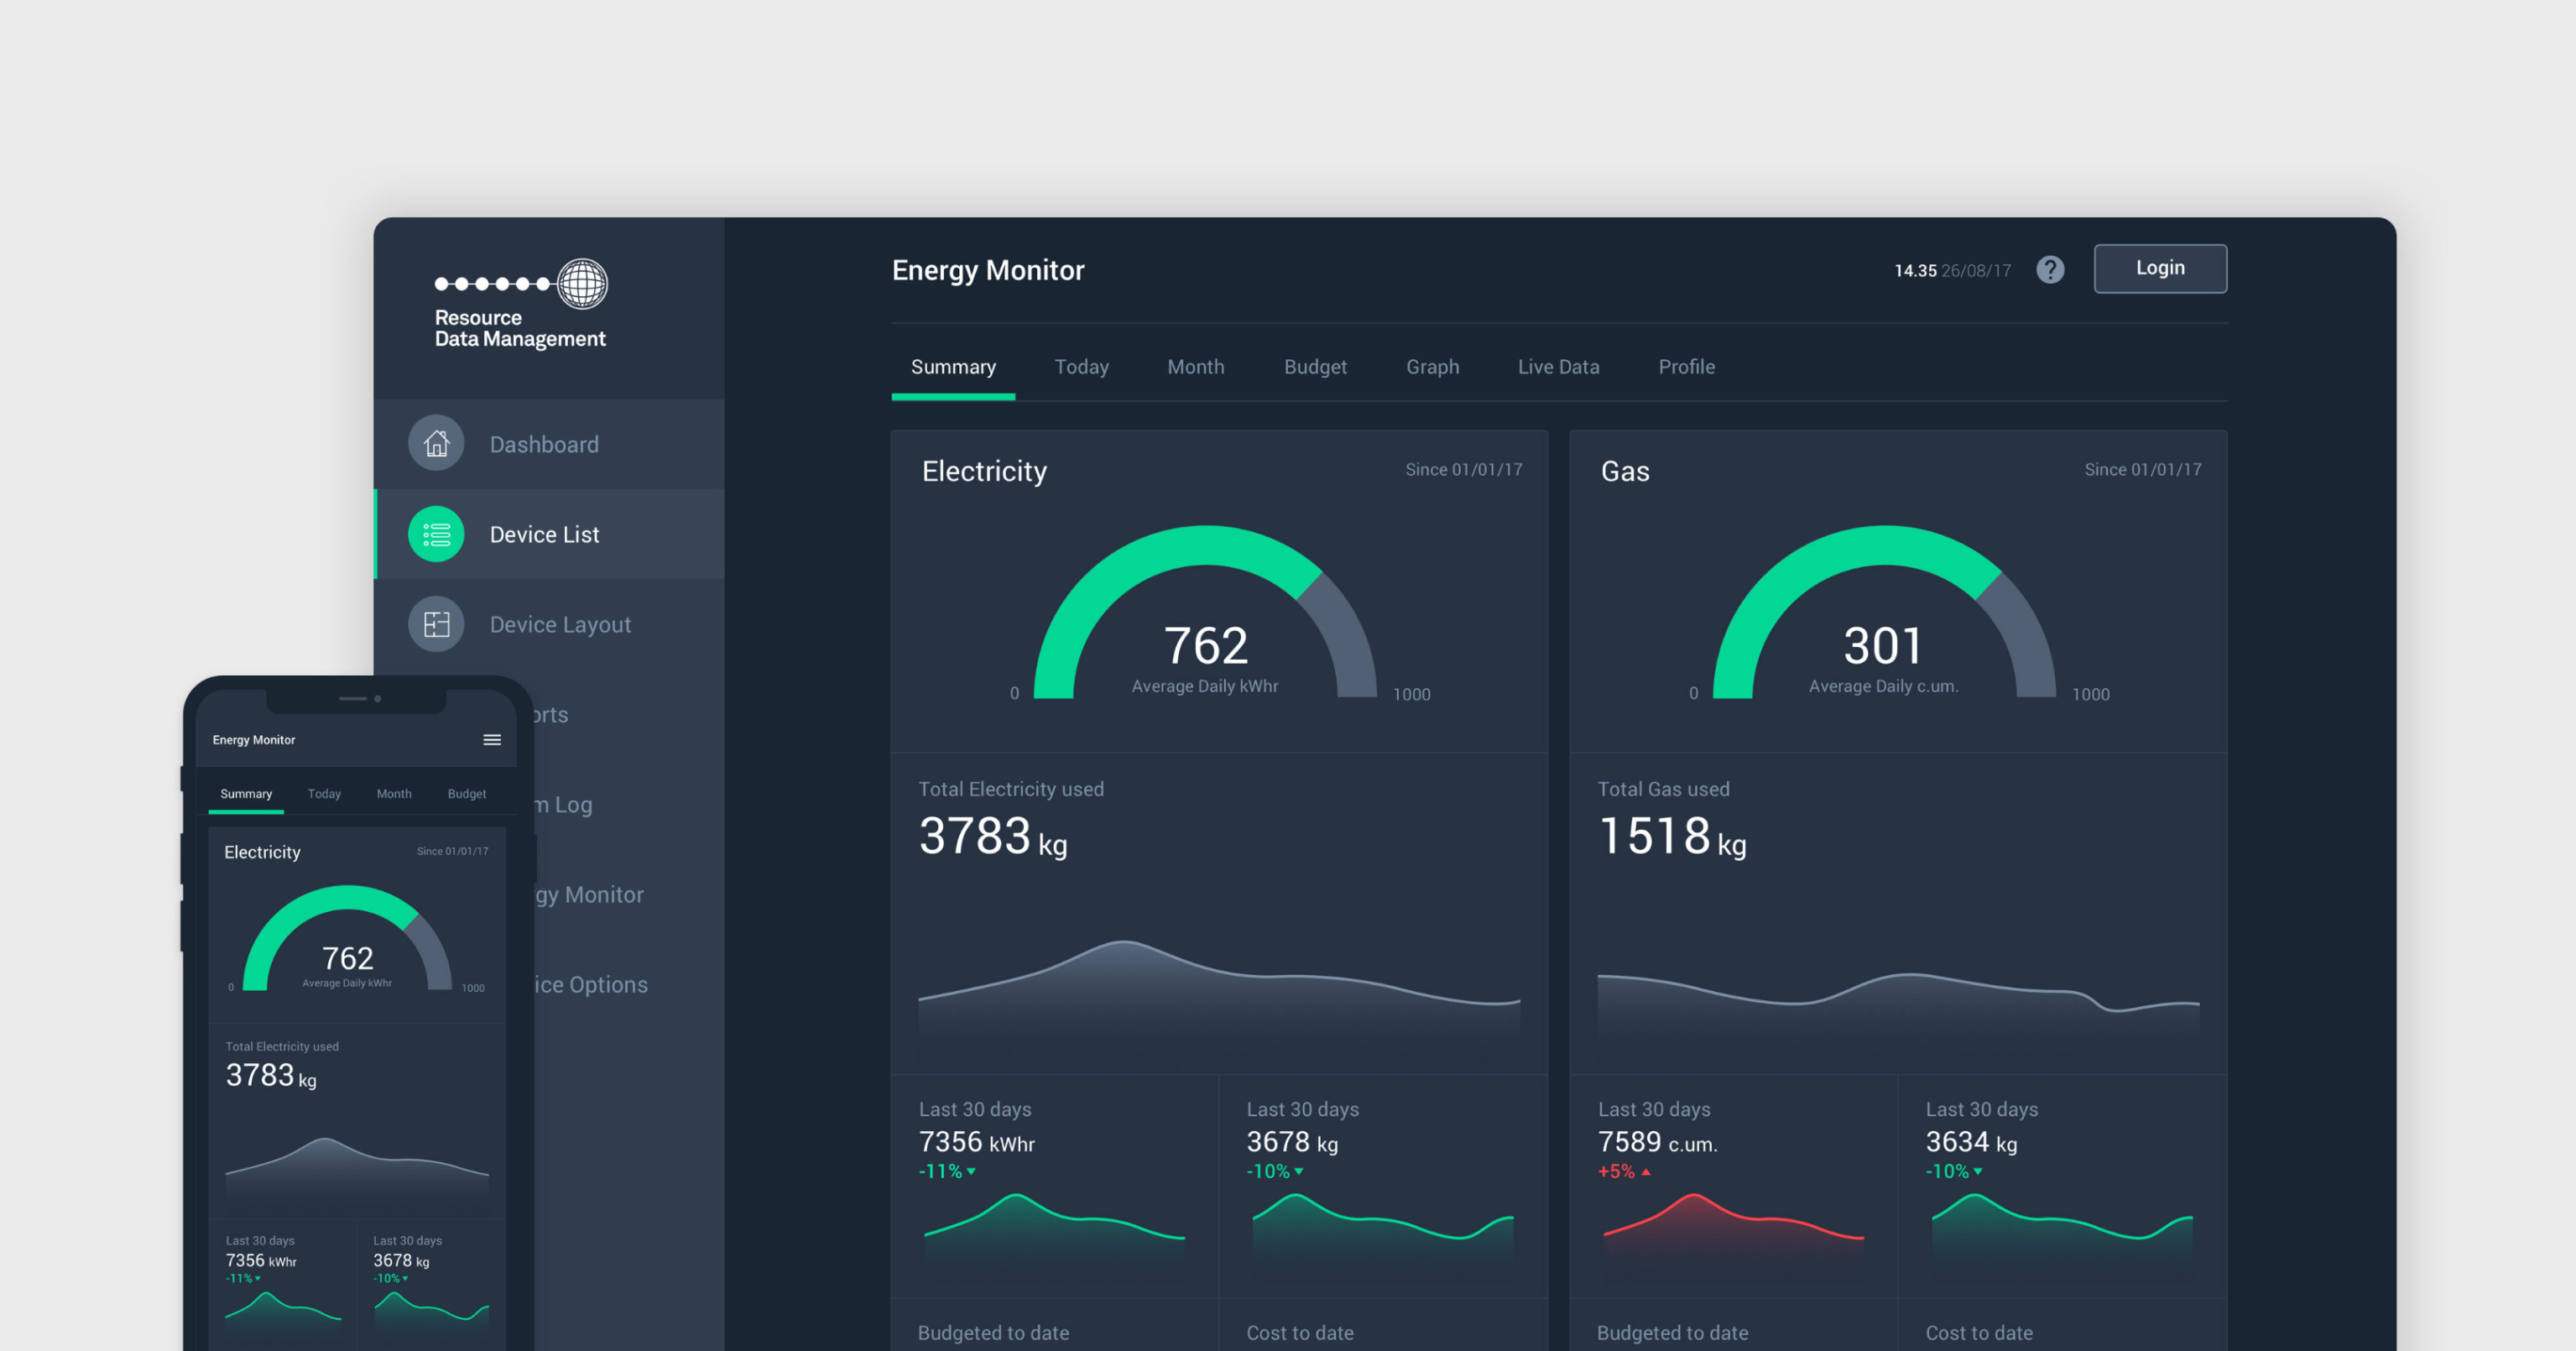 Resource
Data Management
Dashboard
Device List
Device Layout
Energy Monitor
14.35 26/08/17
?
Login
Summary Today Month Budget Graph Live Data Profile
Electricity Since 01/01/17
762
Average Daily kWhr
0 1000
Total Electricity used
3783 kg
Last 30 days
7356 kWhr
-11%
Last 30 days
3678 kg
-10%
Budgeted to date
Cost to date
Gas Since 01/01/17
301
Average Daily c.um.
0 1000
Total Gas used
1518 kg
Last 30 days
7589 c.um.
+5%
Last 30 days
3634 kg
-10%
Budgeted to date
Cost to date
orts
m Log
gy Monitor
ice Options
Energy Monitor
Summary Today Month Budget
Electricity Since 01/01/17
762
Average Daily kWhr
0 1000
Total Electricity used
3783 kg
Last 30 days
7356 kWhr
-11%
Last 30 days
3678 kg
-10%